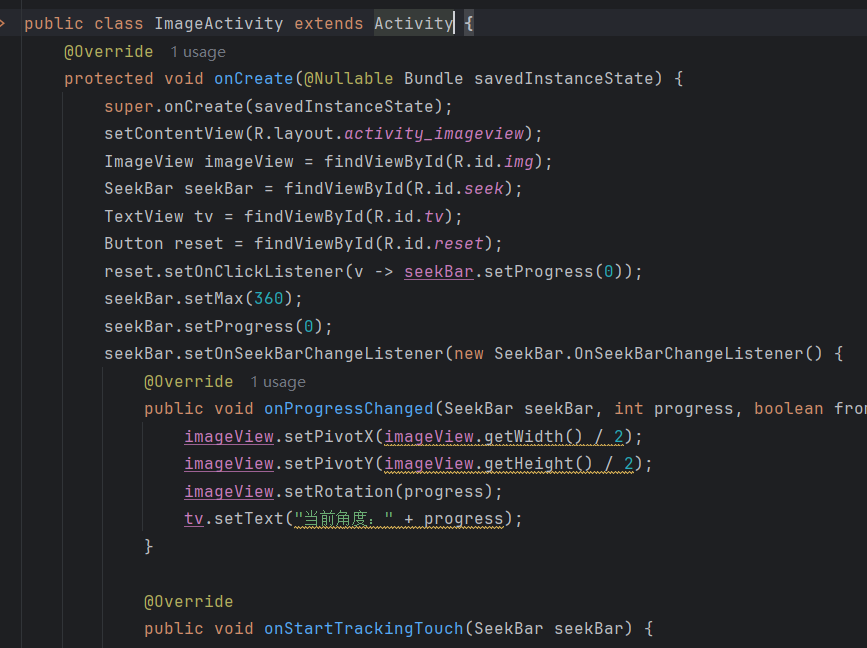 public class ImageActivity extends Activity {
@Override 1 usage
protected void onCreate(@Nullable Bundle savedInstanceState) {
super.onCreate(savedInstanceState);
setContentView(R.layout.activity_imageview);
ImageView imageView = findViewById(R.id.img);
SeekBar seekBar = findViewById(R.id.seek);
TextView tv = findViewById(R.id.tv);
Button reset = findViewById(R.id.reset);
reset.setOnClickListener(v -> seekBar.setProgress(0));
seekBar.setMax(360);
seekBar.setProgress(0);
seekBar.setOnSeekBarChangeListener(new SeekBar.OnSeekBarChangeListener() {
@Override 1 usage
public void onProgressChanged(SeekBar seekBar, int progress, boolean fro
imageView.setPivotX(imageView.getWidth() / 2);
imageView.setPivotY(imageView.getHeight() / 2);
imageView.setRotation(progress);
tv.setText("当前角度：" + progress);
}
@Override
public void onStartTrackingTouch(SeekBar seekBar) {